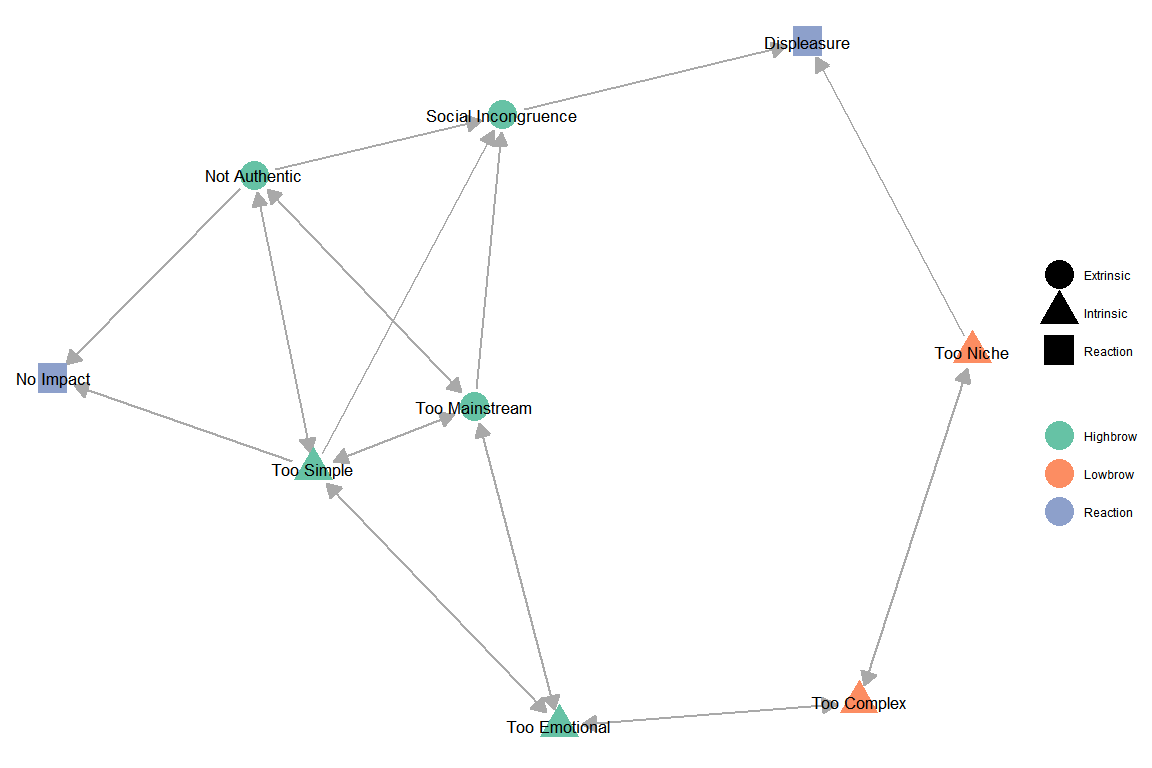 Displeasure
Social Incongruence
Not Authentic
Extrinsic
Intrinsic
Reaction
Too Niche
No Impact
Too Mainstream
Highbrow
Too Simple
Lowbrow
Reaction
Too Complex
Too Emotional